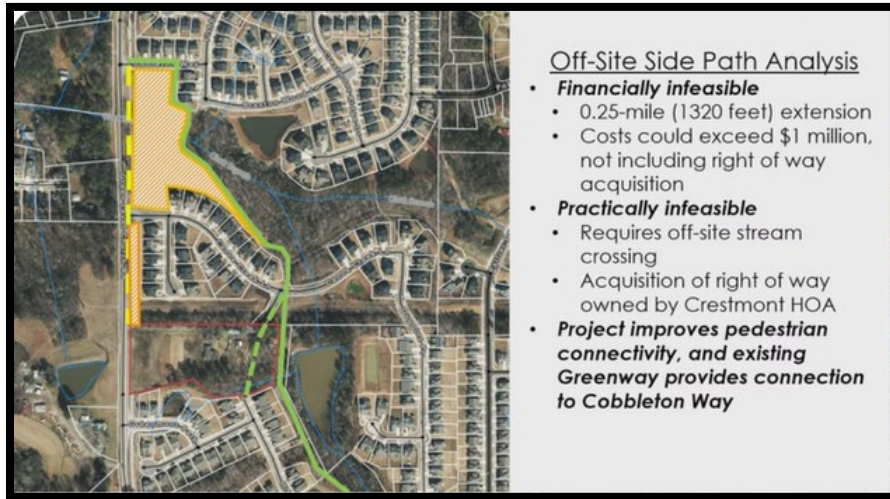 Off-Site Side Path Analysis
• Financially infeasible
• 0.25-mile (1320 feet) extension
• Costs could exceed $1 million,
not including right of way
acquisition
• Practically infeasible
• Requires off-site stream
crossing
• Acquisition of right of way
owned by Crestmont HOA
• Project improves pedestrian
connectivity, and existing
Greenway provides connection
to Cobbleton Way